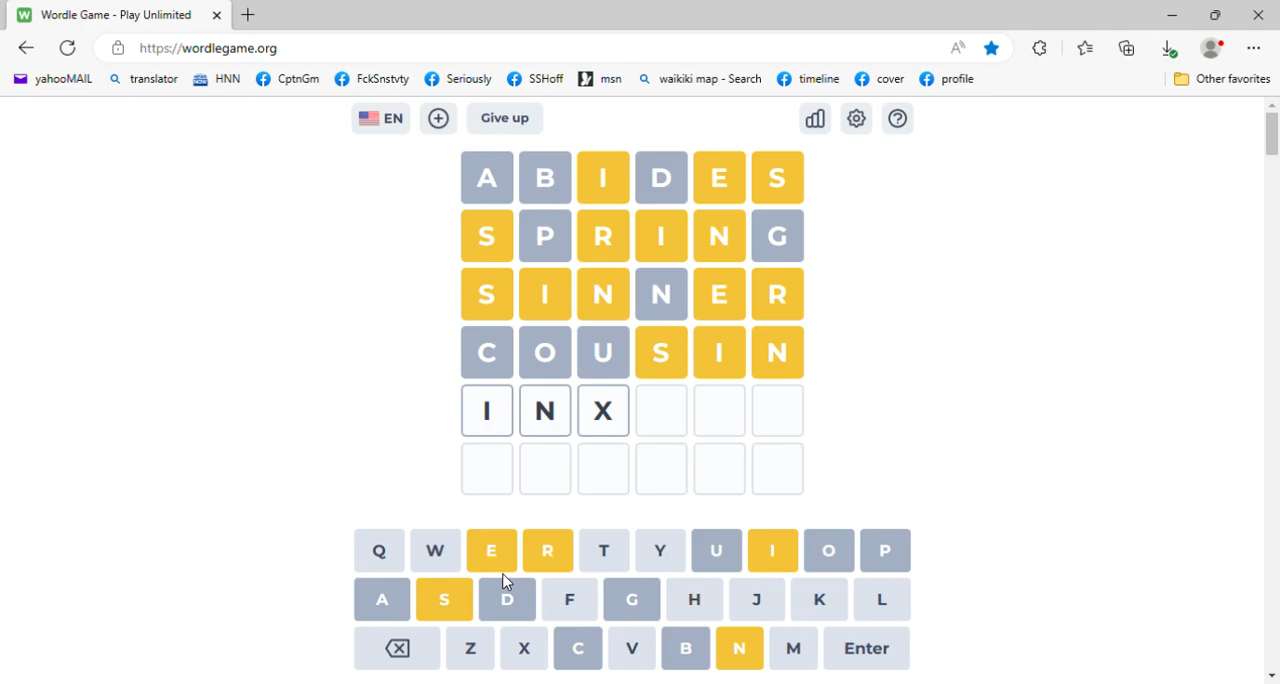 W Wordle Game - Play Unlimited
https://wordlegame.org
yahooMAIL translator HNN CptnGm FckSnstvty Seriously SSHoff msn waikiki map - Search timeline cover profile Other favorites
EN Give up
A B I D E S
S P R I N G
S I N N E R
C O U S I N
I N X
Q W E R T Y U I O P
A S D F G H J K L
Z X C V B N M Enter